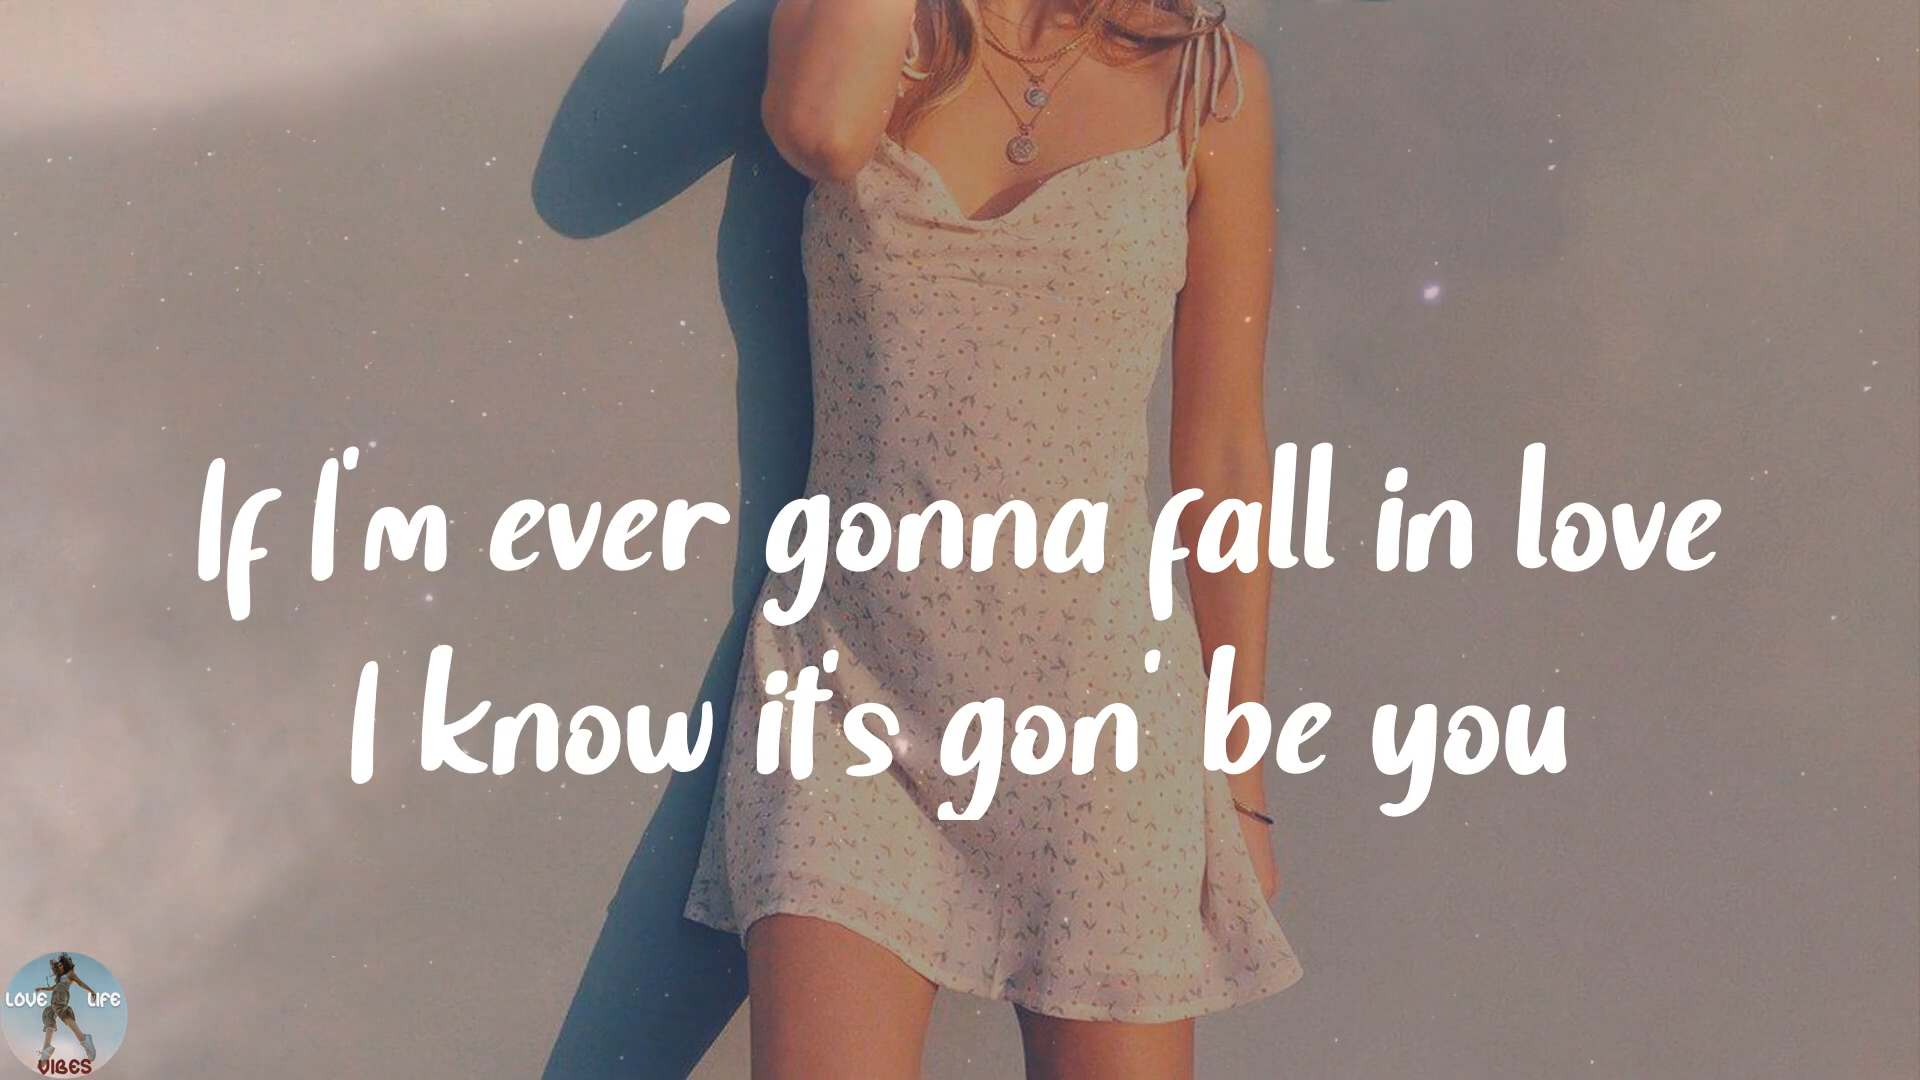 If I'm ever gonna fall in love
I know it's gon' be you
LOVE LIFE
VIBES